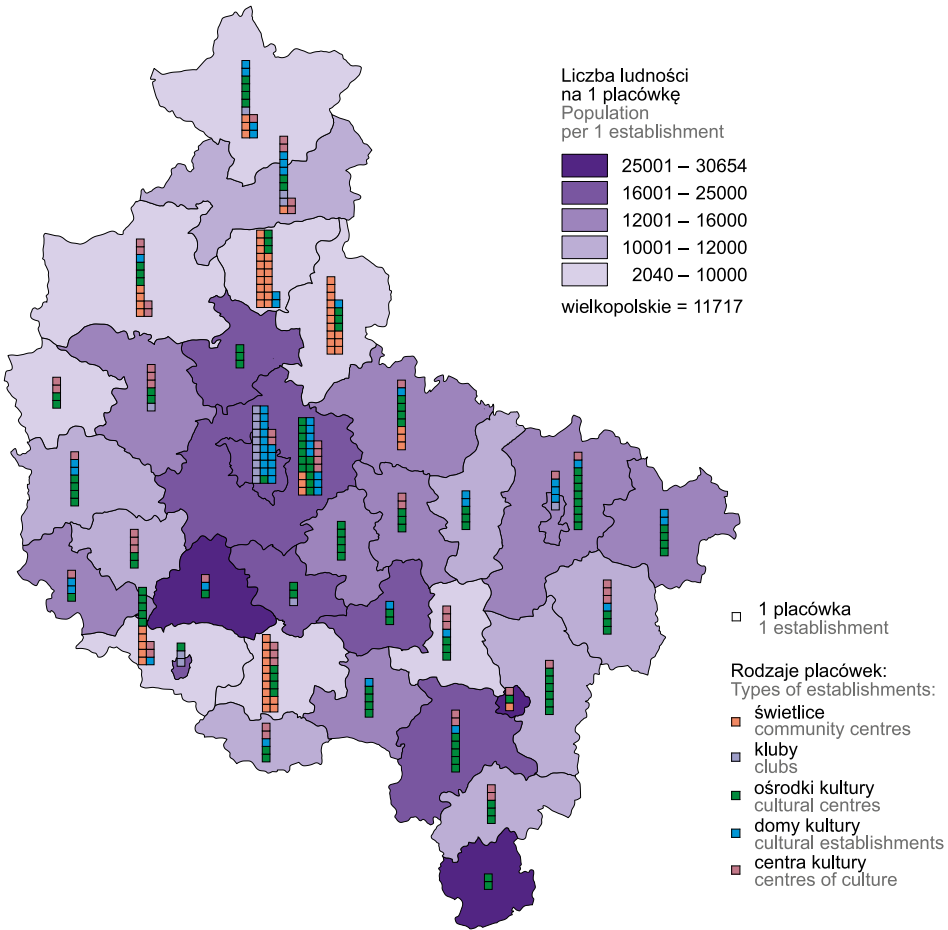 Liczba ludności
na 1 placówkę
Population
per 1 establishment
25001 – 30654
16001 – 25000
12001 – 16000
10001 – 12000
2040 – 10000
wielkopolskie = 11717
1 placówka
1 establishment
Rodzaje placówek:
Types of establishments:
świetlice
community centres
kluby
clubs
ośrodki kultury
cultural centres
domy kultury
cultural establishments
centra kultury
centres of culture